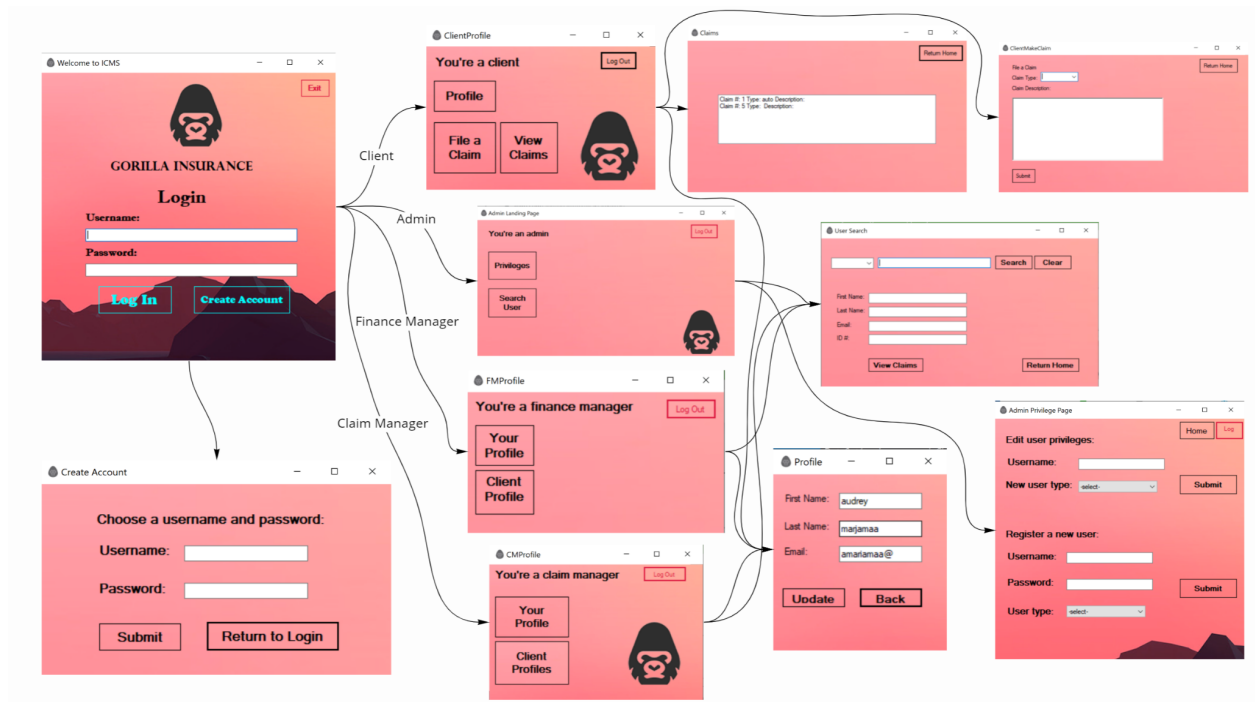 Welcome to ICMS
Exit
GORILLA INSURANCE
Login
Username:
Password:
Log In
Create Account
Client
Admin
Finance Manager
Claim Manager
Create Account
Choose a username and password:
Username:
Password:
Submit
Return to Login
ClientProfile
You're a client
Log Out
Profile
File a
Claim
View
Claims
Admin Landing Page
You're an admin
Log Out
Privileges
Search
User
FMProfile
You're a finance manager
Log Out
Your
Profile
Client
Profile
CMProfile
You're a claim manager
Log Out
Your
Profile
Client
Profiles
Claims
Return Home
Claim #: 1 Type: auto Description:
Claim #: 5 Type: Description:
ClientMakeClaim
File a Claim
Return Home
Claim Type:
Claim Description:
Submit
User Search
Search
Clear
First Name:
Last Name:
Email:
ID #:
View Claims
Return Home
Profile
First Name:
audrey
Last Name:
marjamaa
Email:
amarjamaa@
Update
Back
Admin Privilege Page
Home
Log
Edit user privileges:
Username:
New user type:
-select-
Submit
Register a new user:
Username:
Password:
Submit
User type:
-select-